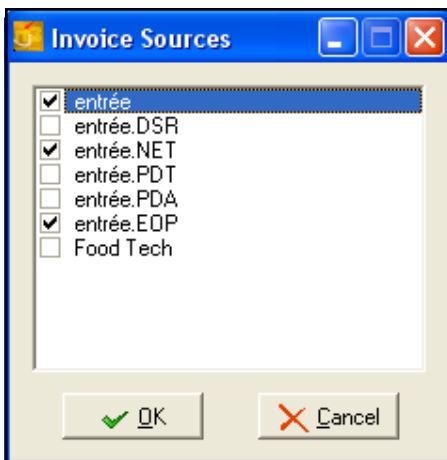 Invoice Sources
entrée
entrée.DSR
entrée.NET
entrée.PDT
entrée.PDA
entrée.EOP
Food Tech
OK
Cancel